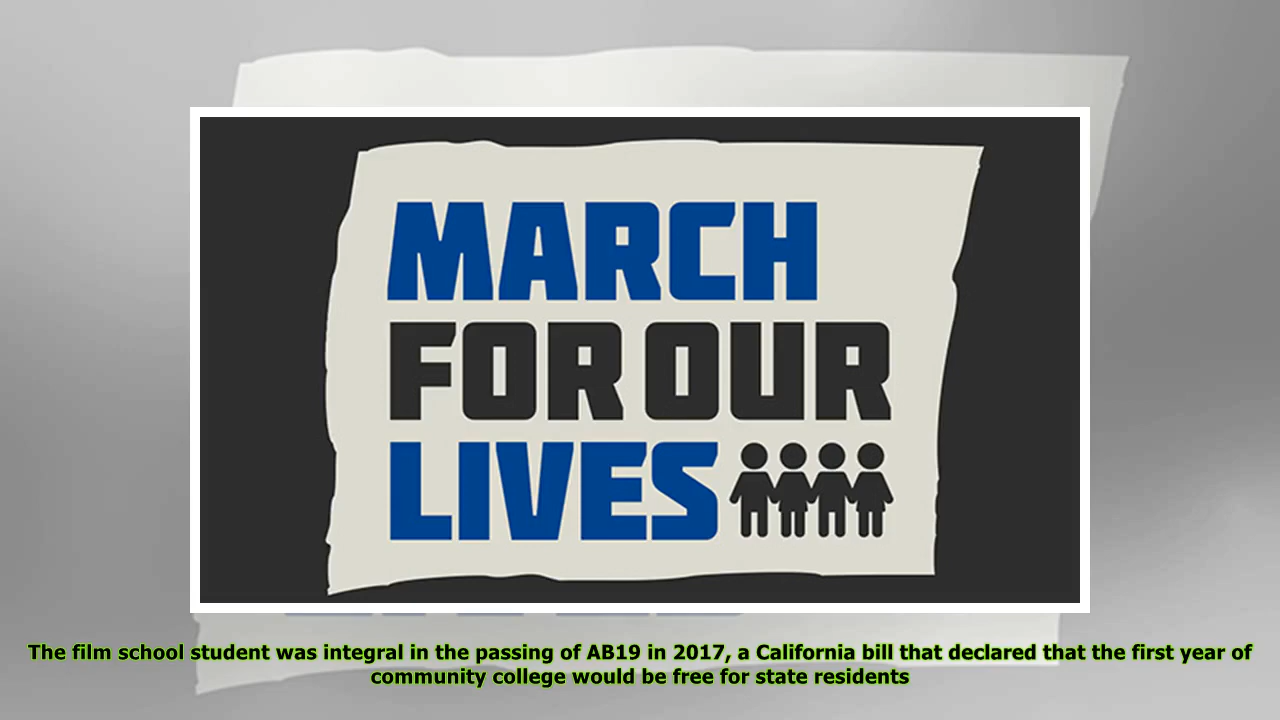 MARCH
FOR OUR
LIVES
The film school student was integral in the passing of AB19 in 2017, a California bill that declared that the first year of
community college would be free for state residents